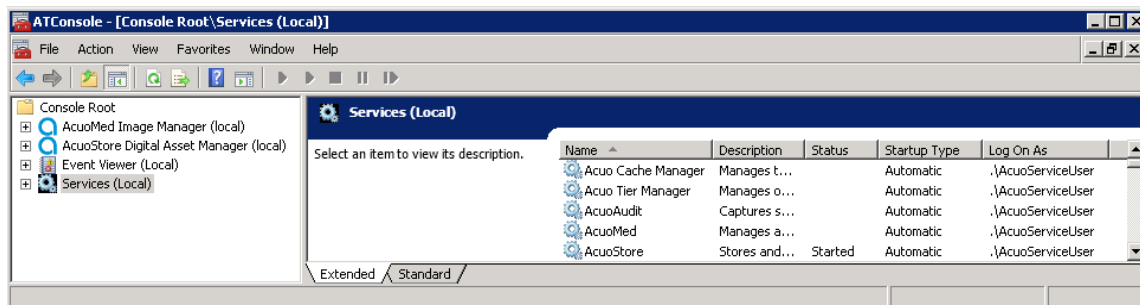 ATConsole - [Console Root\Services (Local)]
File Action View Favorites Window Help
Console Root
AcuoMed Image Manager (local)
AcuoStore Digital Asset Manager (local)
Event Viewer (Local)
Services (Local)
Services (Local)
Select an item to view its description.
Name Description Status Startup Type Log On As
Acuo Cache Manager Manages t... Automatic .\AcuoServiceUser
Acuo Tier Manager Manages o... Automatic .\AcuoServiceUser
AcuoAudit Captures s... Automatic .\AcuoServiceUser
AcuoMed Manages a... Automatic .\AcuoServiceUser
AcuoStore Stores and... Started Automatic .\AcuoServiceUser
Extended Standard